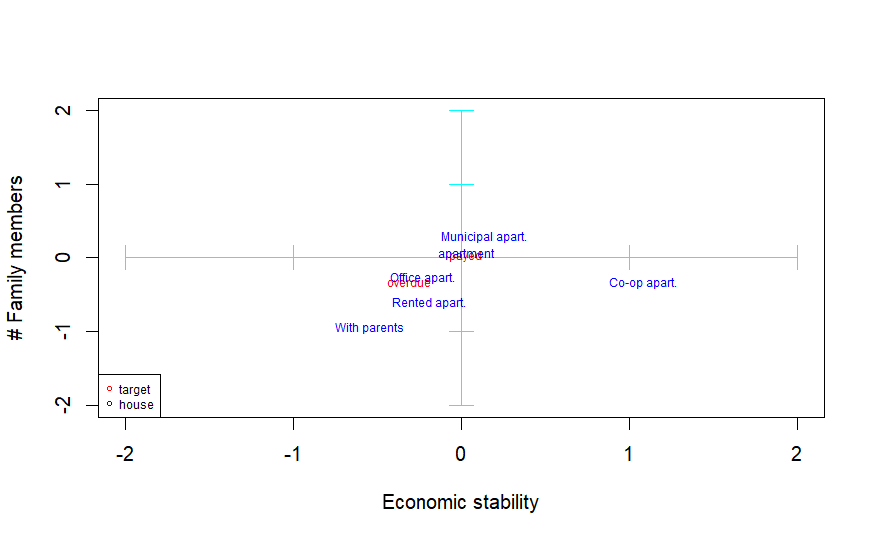 # Family members
2
1
0
-1
-2
Municipal apart.
apartment
payed
Office apart.
overdue
Co-op apart.
Rented apart.
With parents
target
house
-2
-1
0
1
2
Economic stability